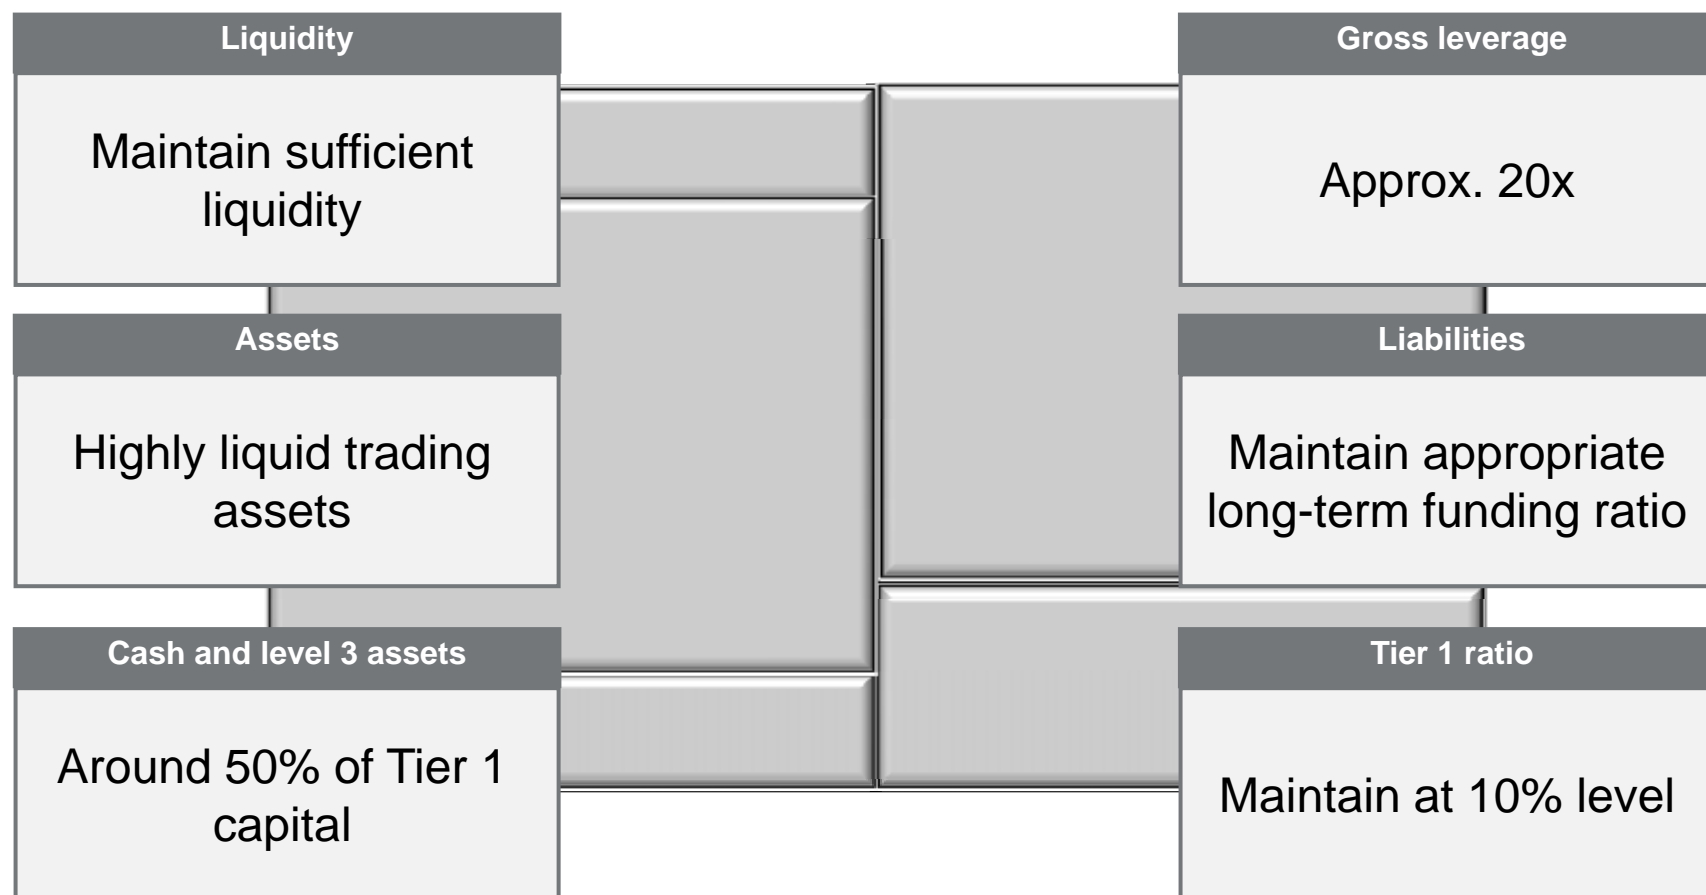 Liquidity
Maintain sufficient
liquidity
Assets
Highly liquid trading
assets
Cash and level 3 assets
Around 50% of Tier 1
capital
Gross leverage
Approx. 20x
Liabilities
Maintain appropriate
long-term funding ratio
Tier 1 ratio
Maintain at 10% level